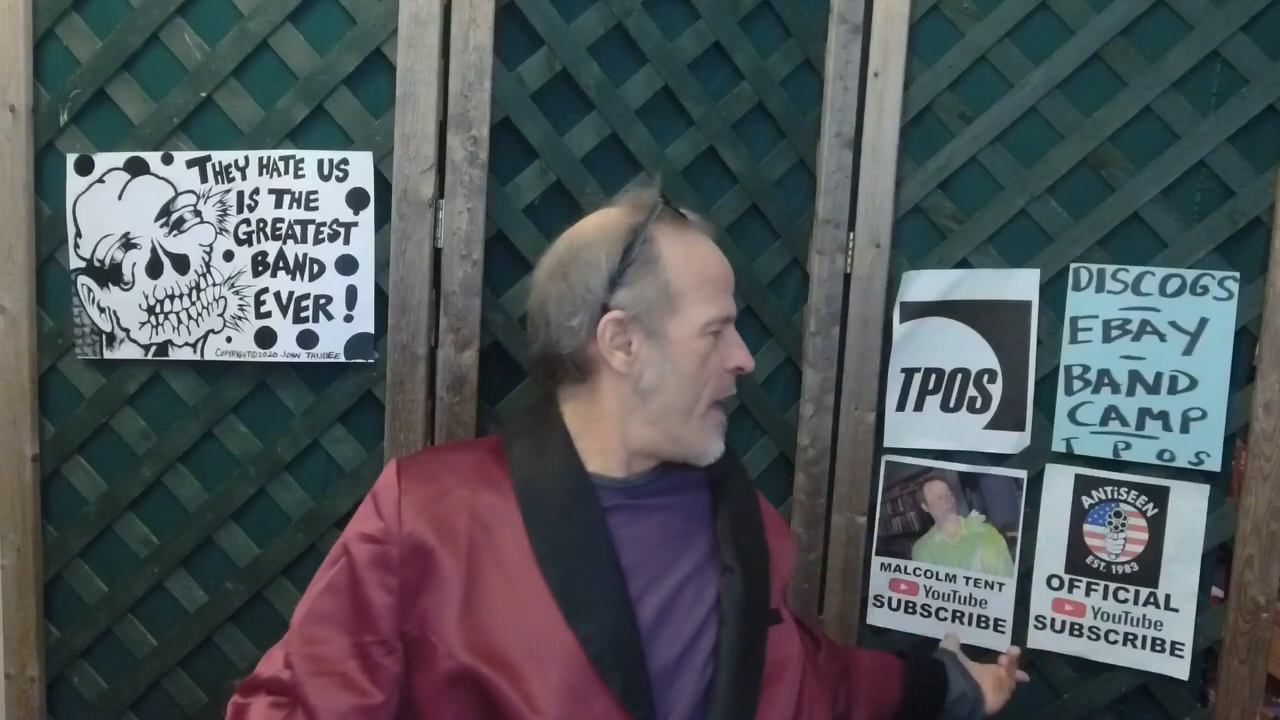 THEY HATE US
IS THE
GREATEST
BAND
EVER!
COPYRIGHT©2020 JOHN TRUBEE
TPOS
DISCOGS
-
EBAY
-
BAND
CAMP
TPOS
MALCOLM TENT
YouTube
SUBSCRIBE
ANTiSEEN
EST. 1983
OFFICIAL
YouTube
SUBSCRIBE